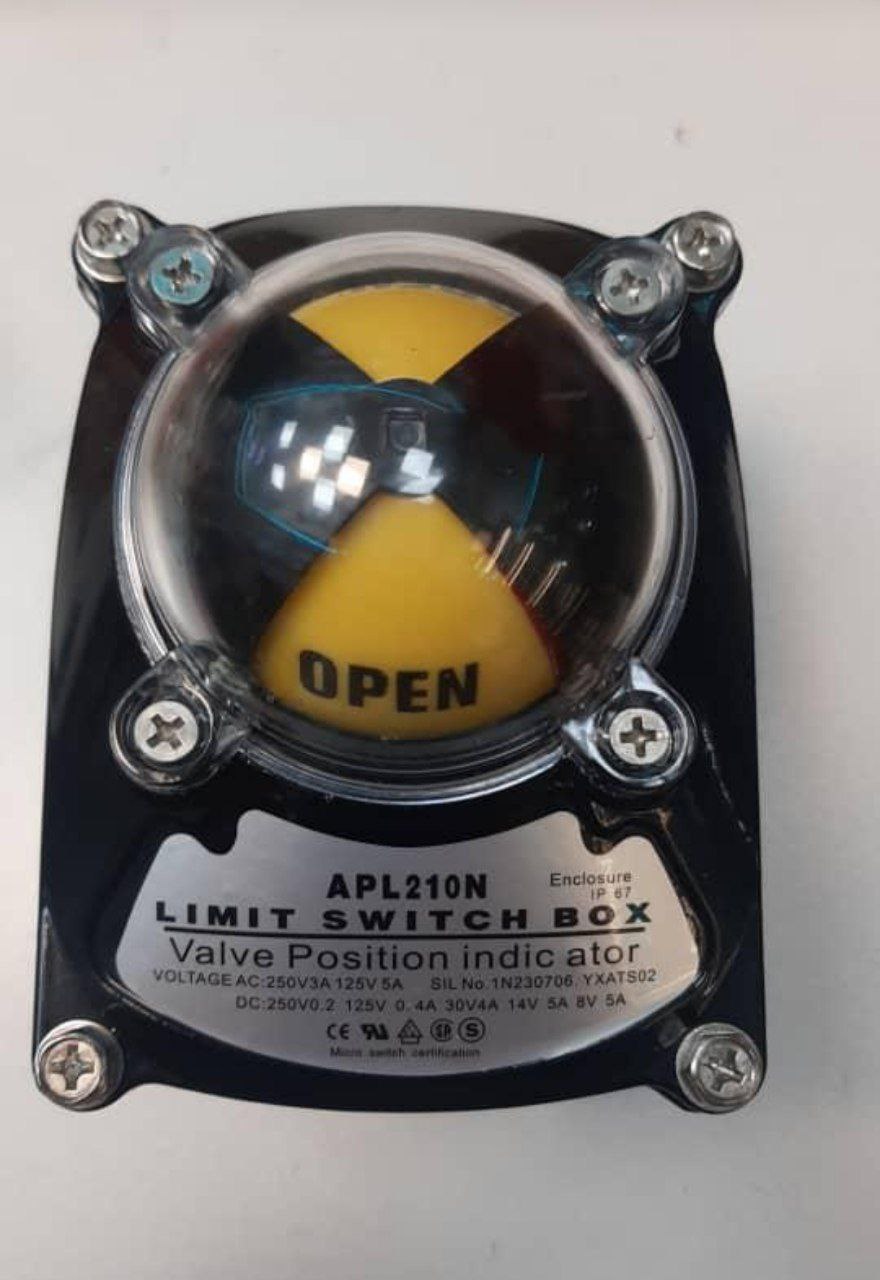 OPEN
APL210N
Enclosure
IP 67
LIMIT SWITCH BOX
Valve Position indic ator
VOLTAGE AC:250V3A 125V 5A SIL No.1N230706. YXATS02
DC:250V0.2 125V 0.4A 30V4A 14V 5A 8V 5A
CE
Micro switch certification